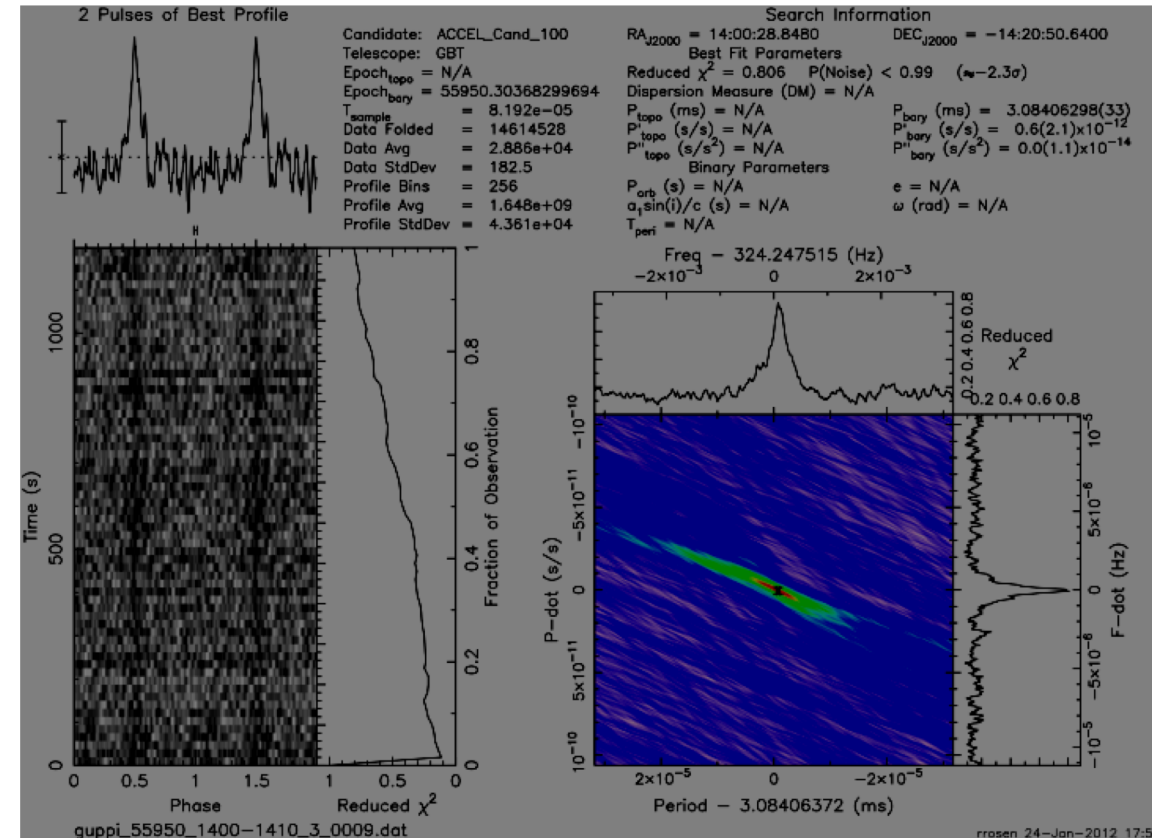 2 Pulses of Best Profile
Search Information
Candidate: ACCEL_Cand_100
Telescope: GBT
Epoch_topo = N/A
Epoch_bary = 55950.30368299694
T_sample = 8.192e-05
Data Folded = 14614528
Data Avg = 2.886e+04
Data StdDev = 182.5
Profile Bins = 256
Profile Avg = 1.648e+09
Profile StdDev = 4.361e+04
RA_J2000 = 14:00:28.8480
DEC_J2000 = -14:20:50.6400
Best Fit Parameters
Reduced χ² = 0.806 P(Noise) < 0.99 (≈-2.3σ)
Dispersion Measure (DM) = N/A
P_topo (ms) = N/A
P_bary (ms) = 3.08406298(33)
P'_topo (s/s) = N/A
P'_bary (s/s) = 0.6(2.1)x10⁻¹²
P''_topo (s/s²) = N/A
P''_bary (s/s²) = 0.0(1.1)x10⁻¹⁴
Binary Parameters
P_orb (s) = N/A
e = N/A
a₁sin(i)/c (s) = N/A
ω (rad) = N/A
T_peri = N/A
Freq - 324.247515 (Hz)
-2×10⁻³ 0 2×10⁻³
0.2 0.4 0.6 0.8
Reduced
χ²
0.2 0.4 0.6 0.8
Time (s)
0 500 1000
0 0.5 1 1.5
Phase
Fraction of Observation
0 0.2 0.4 0.6 0.8 1
1 0.5 0
Reduced χ²
P-dot (s/s)
-10⁻¹⁰ -5×10⁻¹¹ 0 5×10⁻¹¹ 10⁻¹⁰
F-dot (Hz)
10⁻⁵ 5×10⁻⁶ 0 -5×10⁻⁶ -10⁻⁵
2×10⁻⁵ 0 -2×10⁻⁵
Period - 3.08406372 (ms)
guppi_55950_1400-1410_3_0009.dat
rrosen 24-Jan-2012 17:5